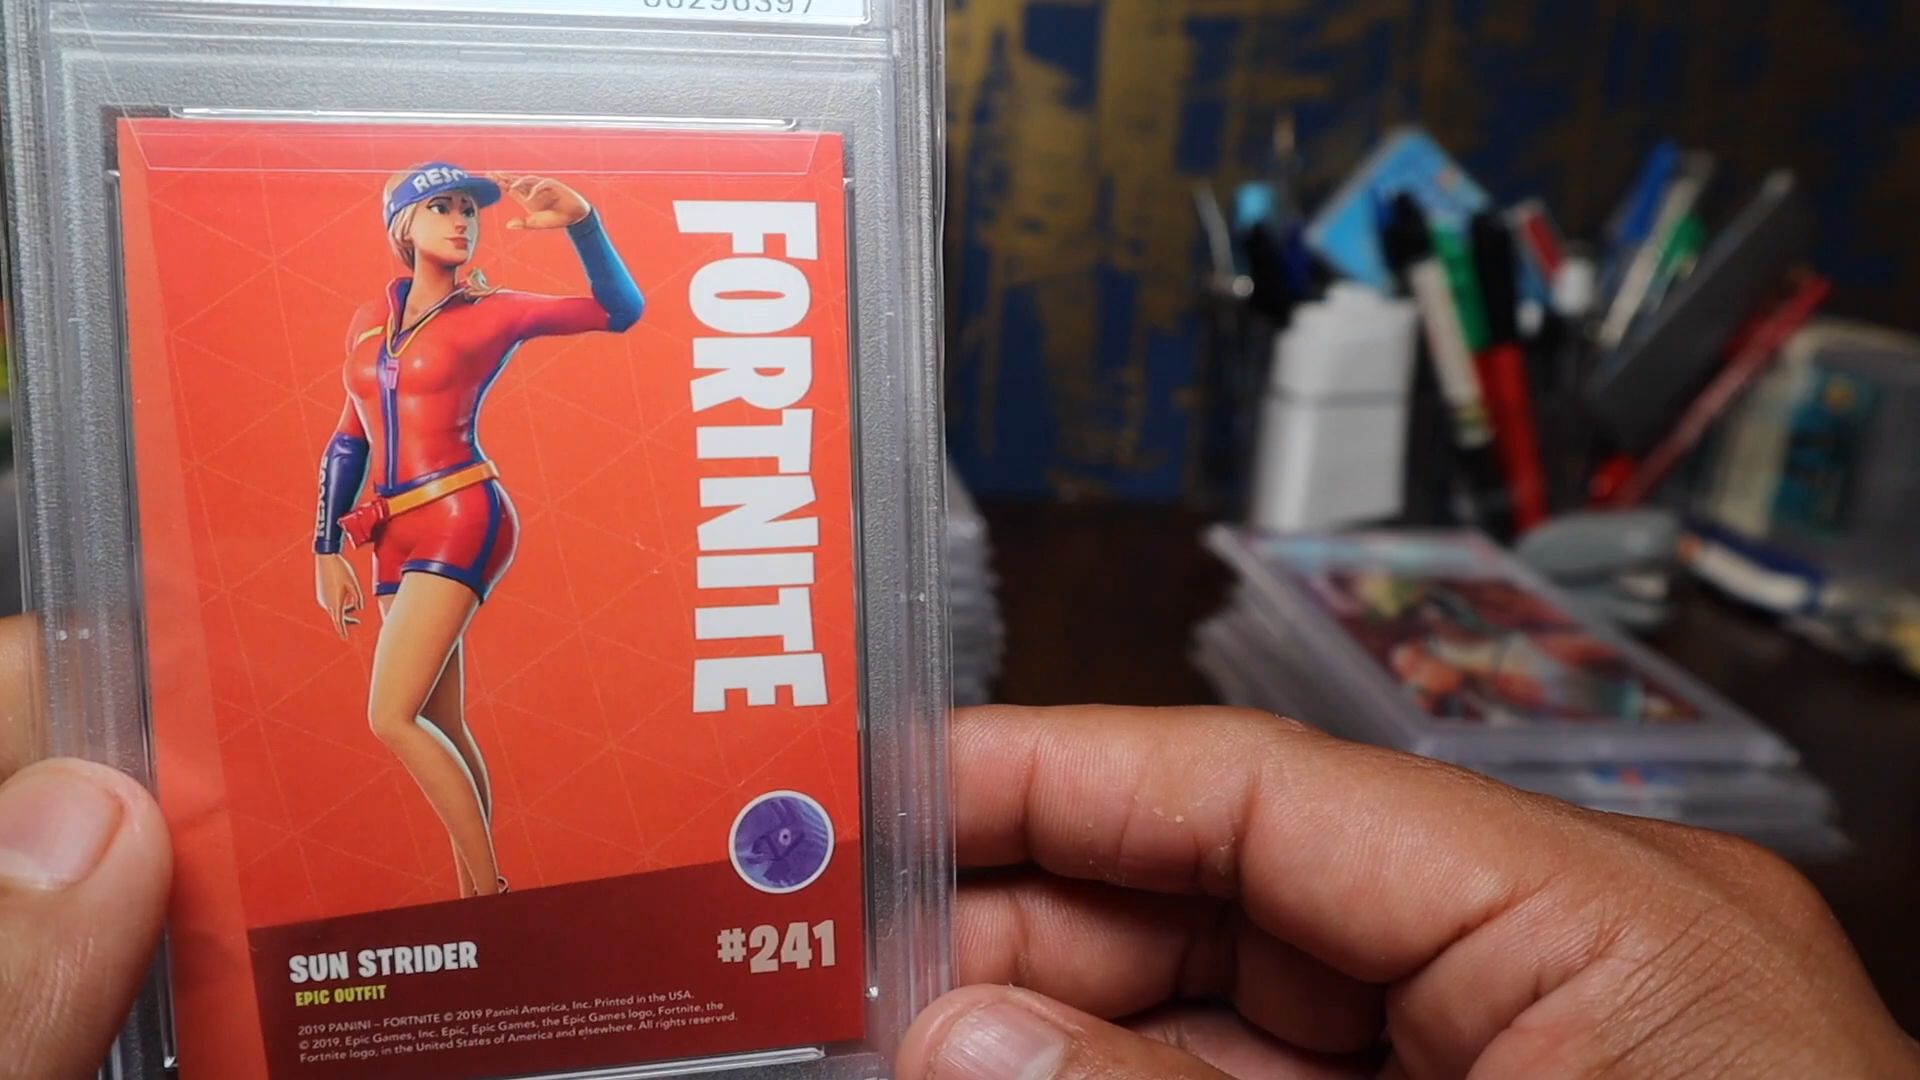 RESC
FORTNITE
RESCUE
#241
SUN STRIDER
EPIC OUTFIT
2019 PANINI – FORTNITE © 2019 Panini America, Inc. Printed in the USA.
© 2019, Epic Games, Inc. Epic, Epic Games, the Epic Games logo, Fortnite, the
Fortnite logo, in the United States of America and elsewhere. All rights reserved.